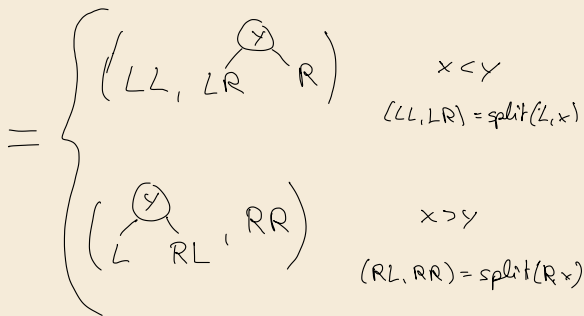 y
( LL, LR R ) x < y
(LL, LR) = split(L, x)
=
y
( L RL , RR ) x > y
(RL, RR) = split(R, x)